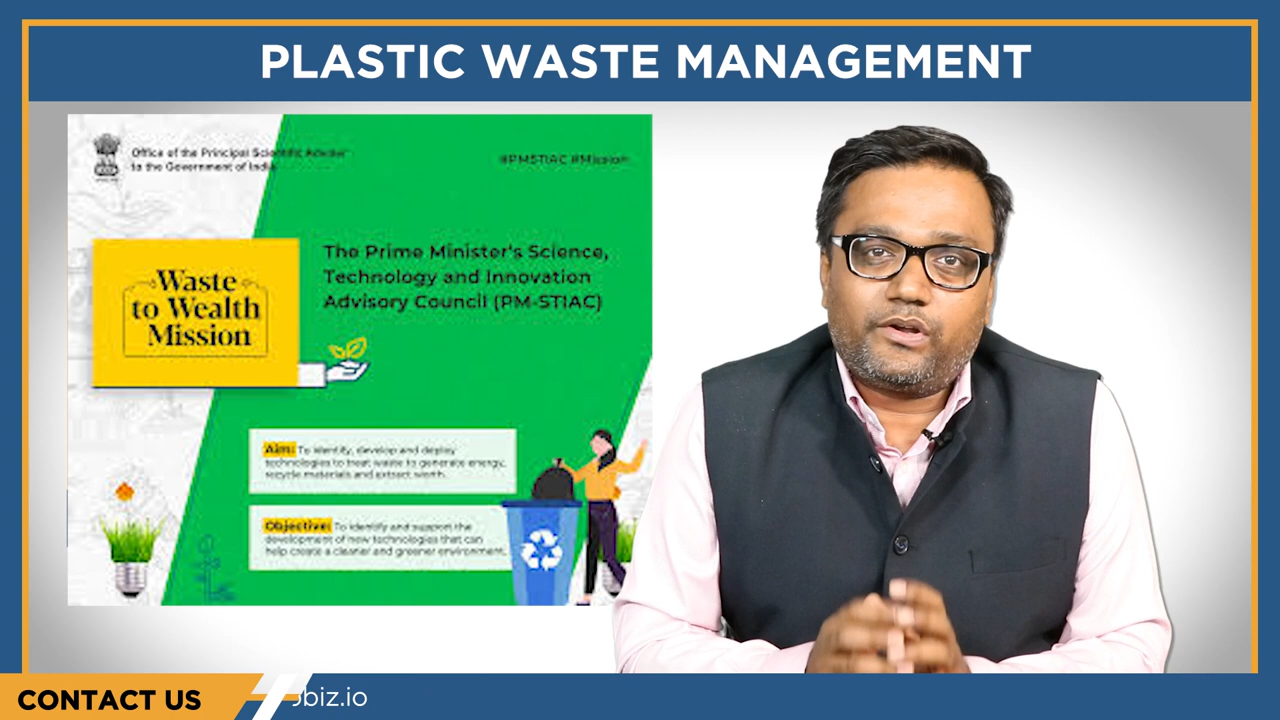 PLASTIC WASTE MANAGEMENT
Office of the Principal Scientific Adviser
to the Government of India
#PMSTIAC #Mission
Waste
to Wealth
Mission
The Prime Minister's Science,
Technology and Innovation
Advisory Council (PM-STIAC)
Aim: To identify, develop and deploy
technologies to treat waste to generate energy,
recycle materials and extract worth.
Objective: To identify and support the
development of new technologies that can
help create a cleaner and greener environment.
CONTACT US
biz.io